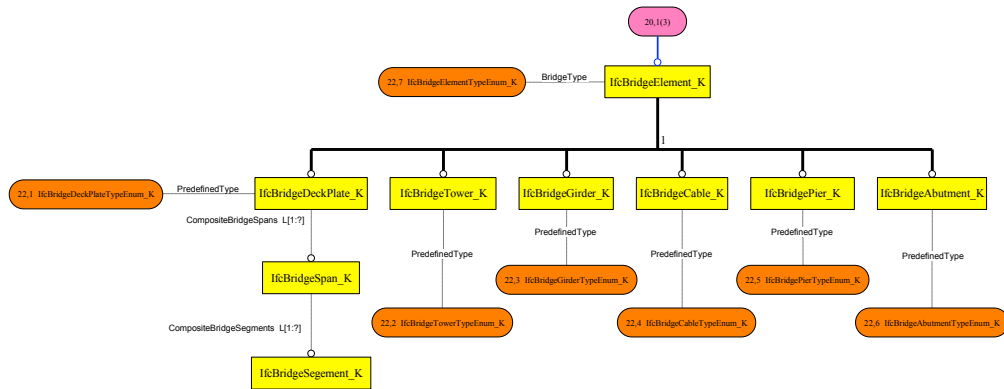 20,1(3)
22,7 IfcBridgeElementTypeEnum_K
BridgeType
IfcBridgeElement_K
1
22,1 IfcBridgeDeckPlateTypeEnum_K
PredefinedType
IfcBridgeDeckPlate_K
IfcBridgeTower_K
IfcBridgeGirder_K
IfcBridgeCable_K
IfcBridgePier_K
IfcBridgeAbutment_K
CompositeBridgeSpans L[1:?]
PredefinedType
PredefinedType
PredefinedType
PredefinedType
PredefinedType
IfcBridgeSpan_K
22,3 IfcBridgeGirderTypeEnum_K
22,5 IfcBridgePierTypeEnum_K
CompositeBridgeSegments L[1:?]
22,2 IfcBridgeTowerTypeEnum_K
22,4 IfcBridgeCableTypeEnum_K
22,6 IfcBridgeAbutmentTypeEnum_K
IfcBridgeSegement_K